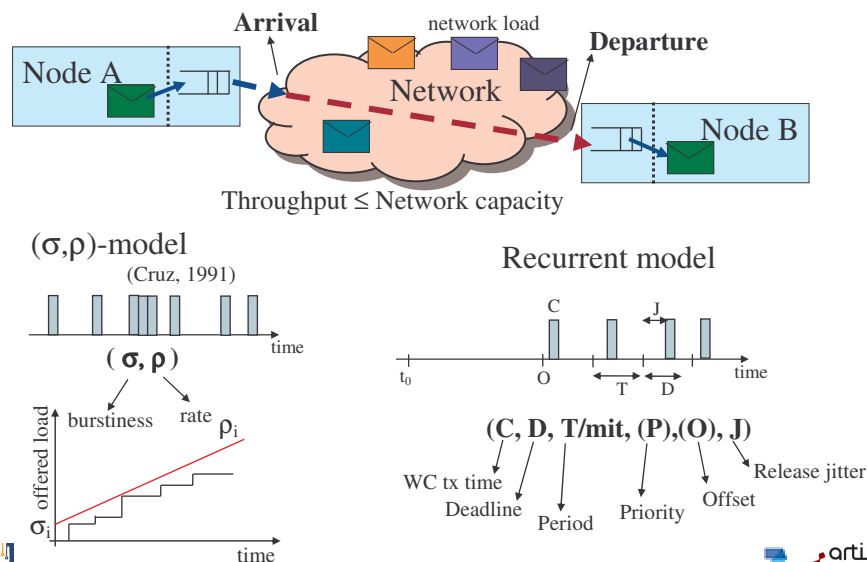 Arrival
network load
Departure
Node A
Network
Node B
Throughput ≤ Network capacity
(σ,ρ)-model
(Cruz, 1991)
time
(σ, ρ)
burstiness
rate
offered load
ρi
σi
time
Recurrent model
C
J
t0
O
T
D
time
(C, D, T/mit, (P),(O), J)
WC tx time
Deadline
Period
Priority
Offset
Release jitter
arti